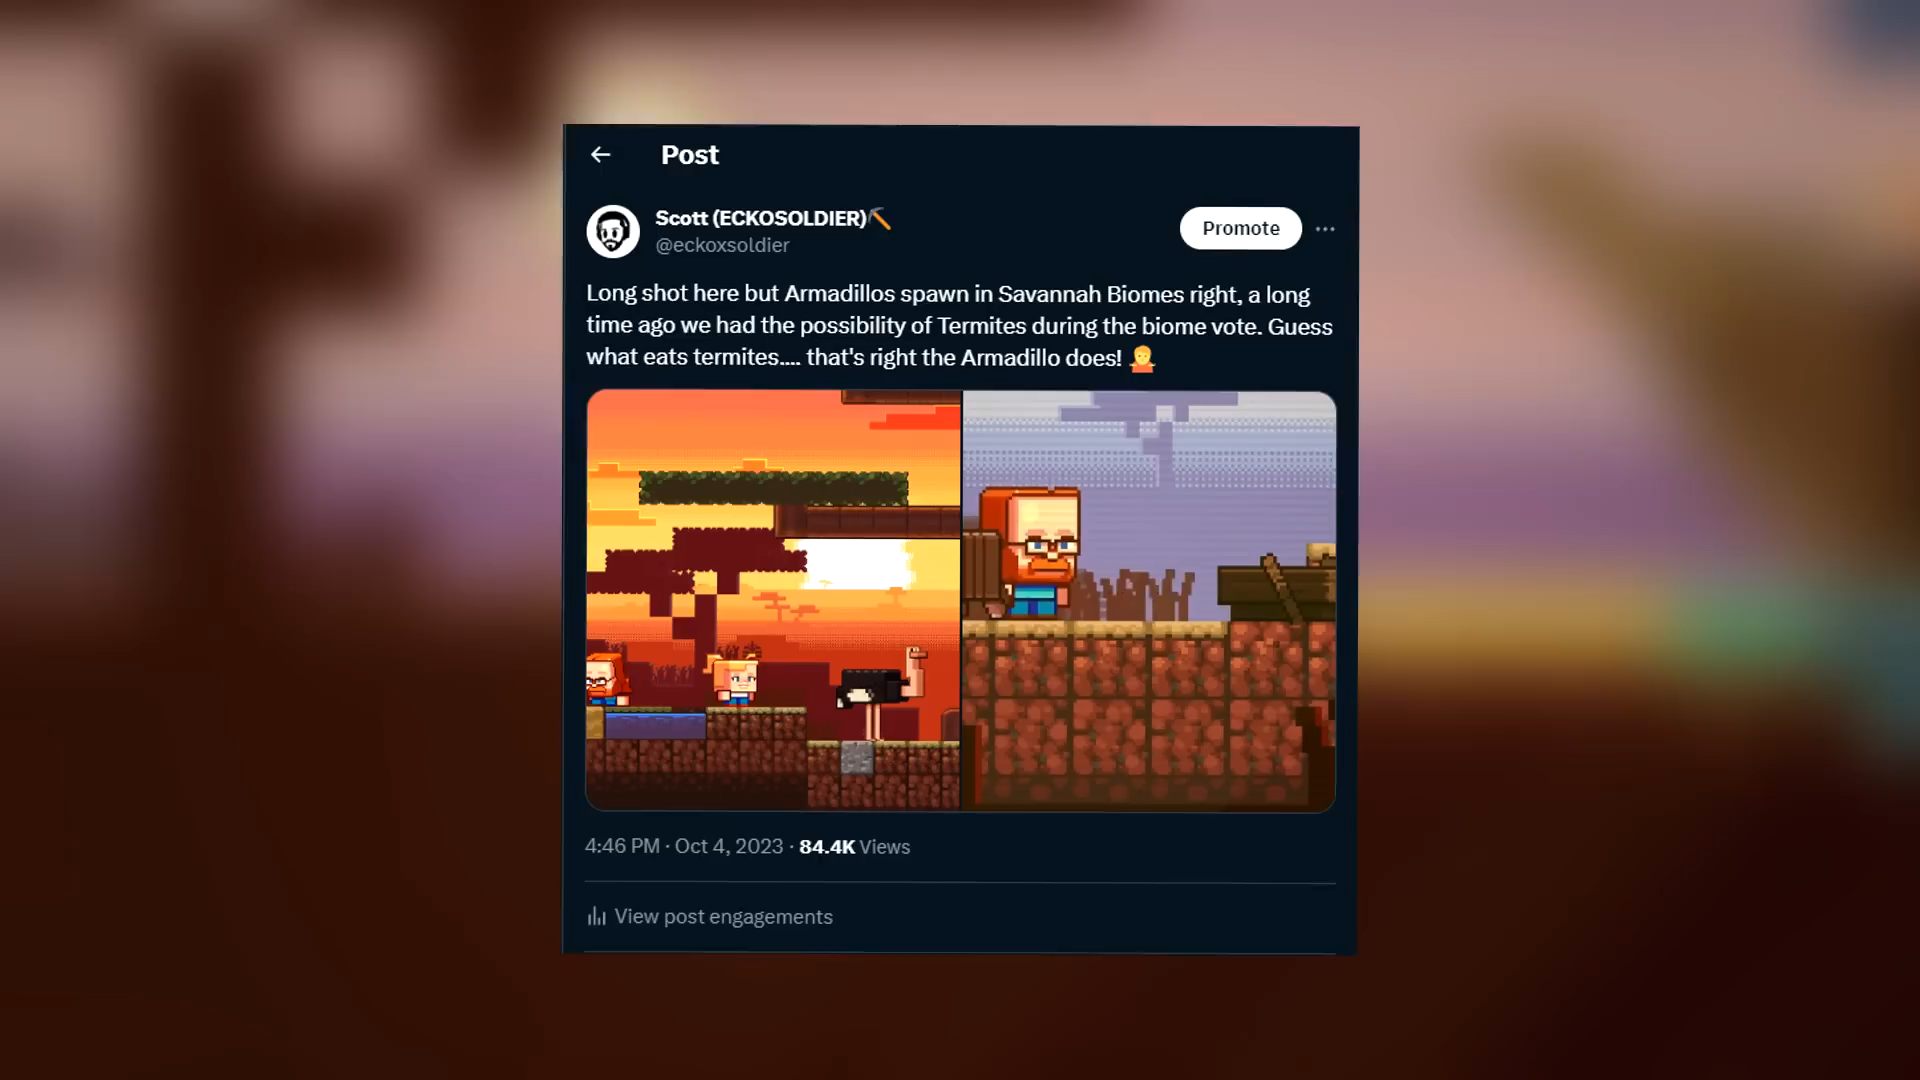 Post
Scott (ECKOSOLDIER)
@eckoxsoldier
Promote
Long shot here but Armadillos spawn in Savannah Biomes right, a long
time ago we had the possibility of Termites during the biome vote. Guess
what eats termites.... that's right the Armadillo does!
4:46 PM · Oct 4, 2023 · 84.4K Views
View post engagements